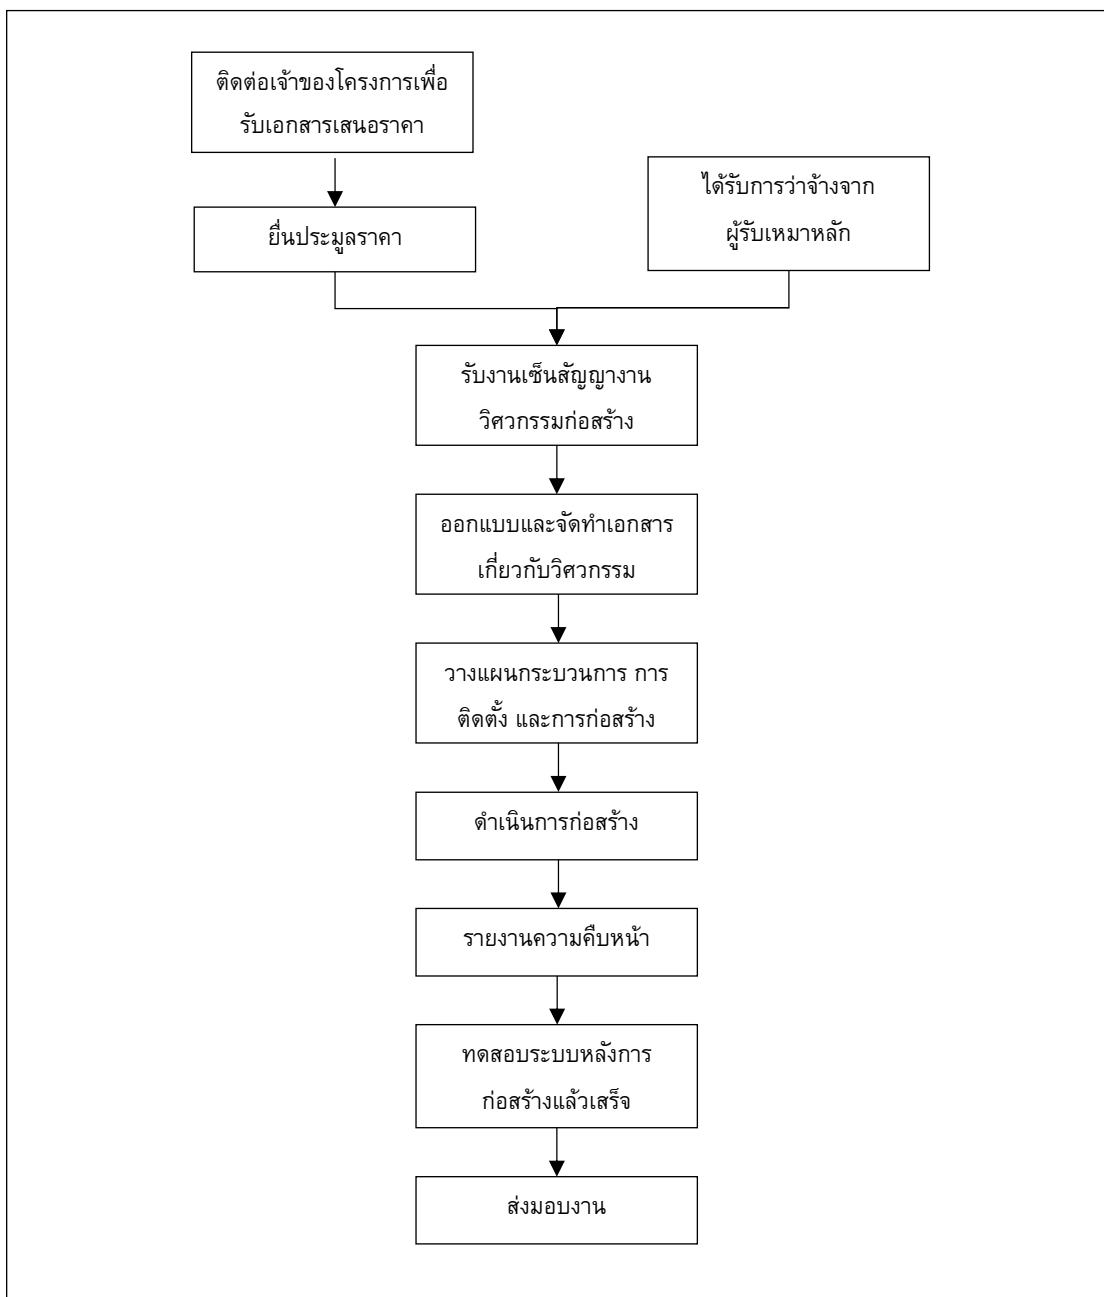 ติดต่อเจ้าของโครงการเพื่อ
รับเอกสารเสนอราคา
ยื่นประมูลราคา
ได้รับการว่าจ้างจาก
ผู้รับเหมาหลัก
รับงานเซ็นสัญญางาน
วิศวกรรมก่อสร้าง
ออกแบบและจัดทำเอกสาร
เกี่ยวกับวิศวกรรม
วางแผนกระบวนการ การ
ติดตั้ง และการก่อสร้าง
ดำเนินการก่อสร้าง
รายงานความคืบหน้า
ทดสอบระบบหลังการ
ก่อสร้างแล้วเสร็จ
ส่งมอบงาน